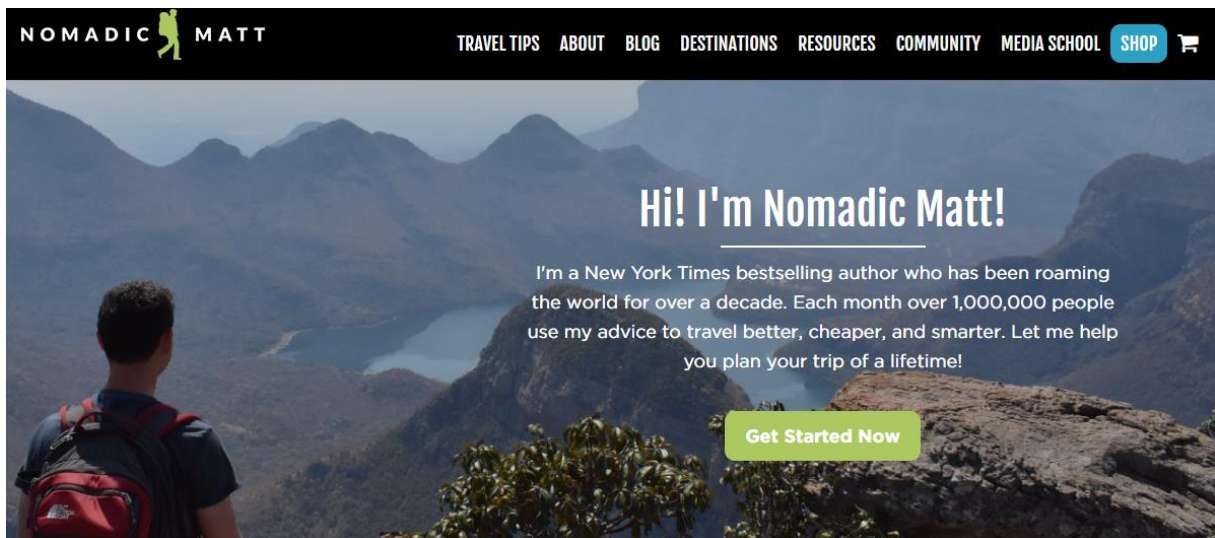 NOMADIC MATT
TRAVEL TIPS ABOUT BLOG DESTINATIONS RESOURCES COMMUNITY MEDIA SCHOOL SHOP
Hi! I'm Nomadic Matt!
I'm a New York Times bestselling author who has been roaming
the world for over a decade. Each month over 1,000,000 people
use my advice to travel better, cheaper, and smarter. Let me help
you plan your trip of a lifetime!
Get Started Now